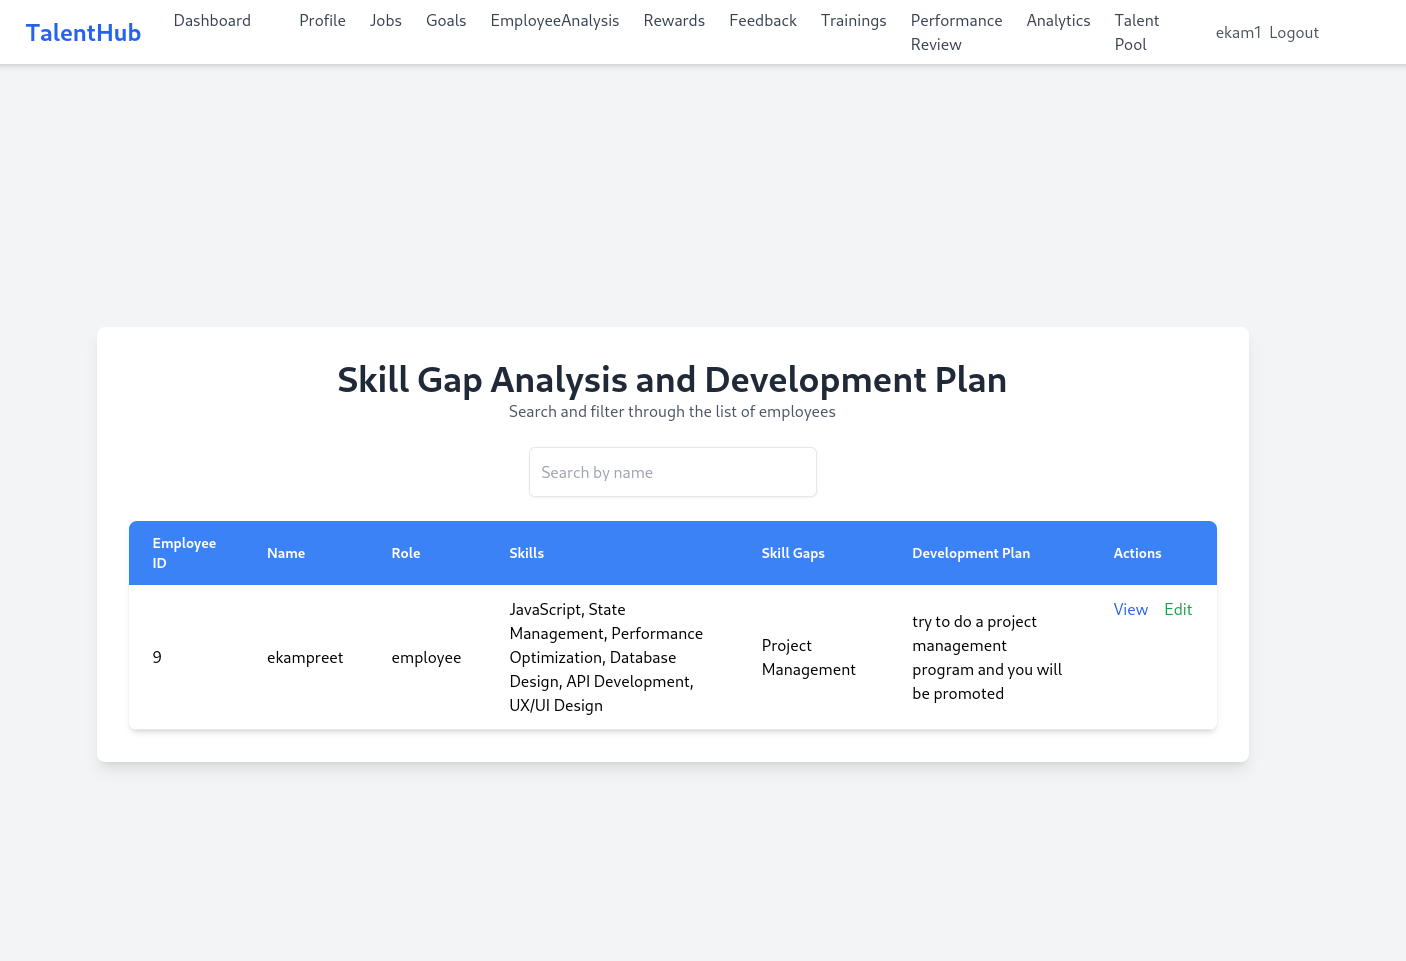 TalentHub
Dashboard
Profile
Jobs
Goals
EmployeeAnalysis
Rewards
Feedback
Trainings
Performance
Review
Analytics
Talent
Pool
ekam1
Logout
Skill Gap Analysis and Development Plan
Search and filter through the list of employees
Search by name
Employee
ID
Name
Role
Skills
Skill Gaps
Development Plan
Actions
9
ekampreet
employee
JavaScript, State
Management, Performance
Optimization, Database
Design, API Development,
UX/UI Design
Project
Management
try to do a project
management
program and you will
be promoted
View
Edit